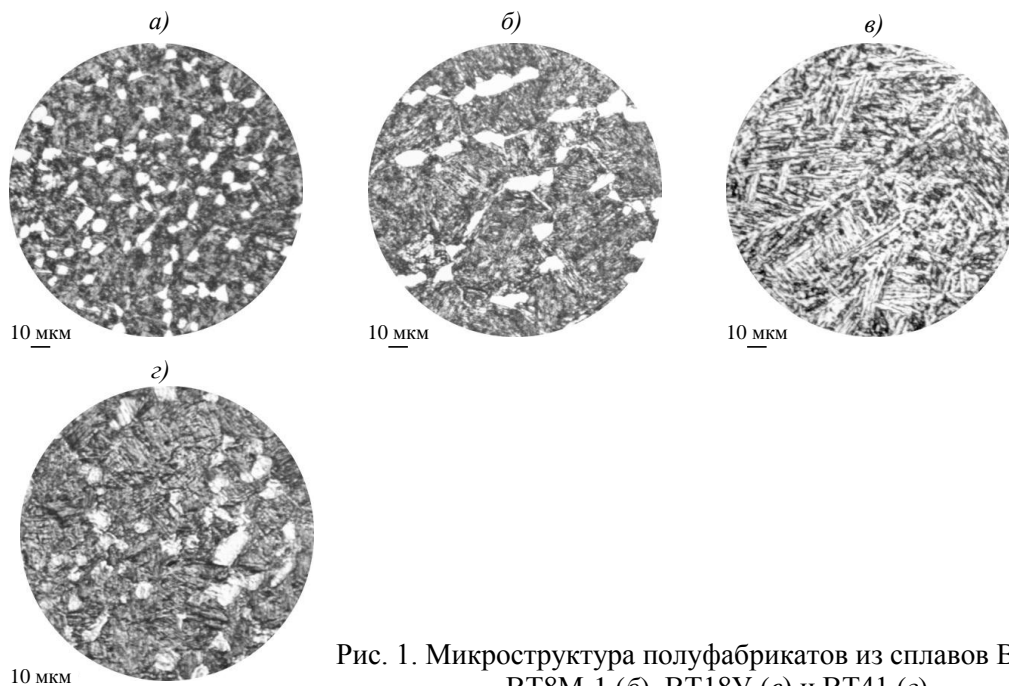 а) б) в)
10 мкм 10 мкм 10 мкм
г)
10 мкм
Рис. 1. Микроструктура полуфабрикатов из сплавов В
ВТ8М-1 (б), ВТ18У (в) и ВТ41 (г)